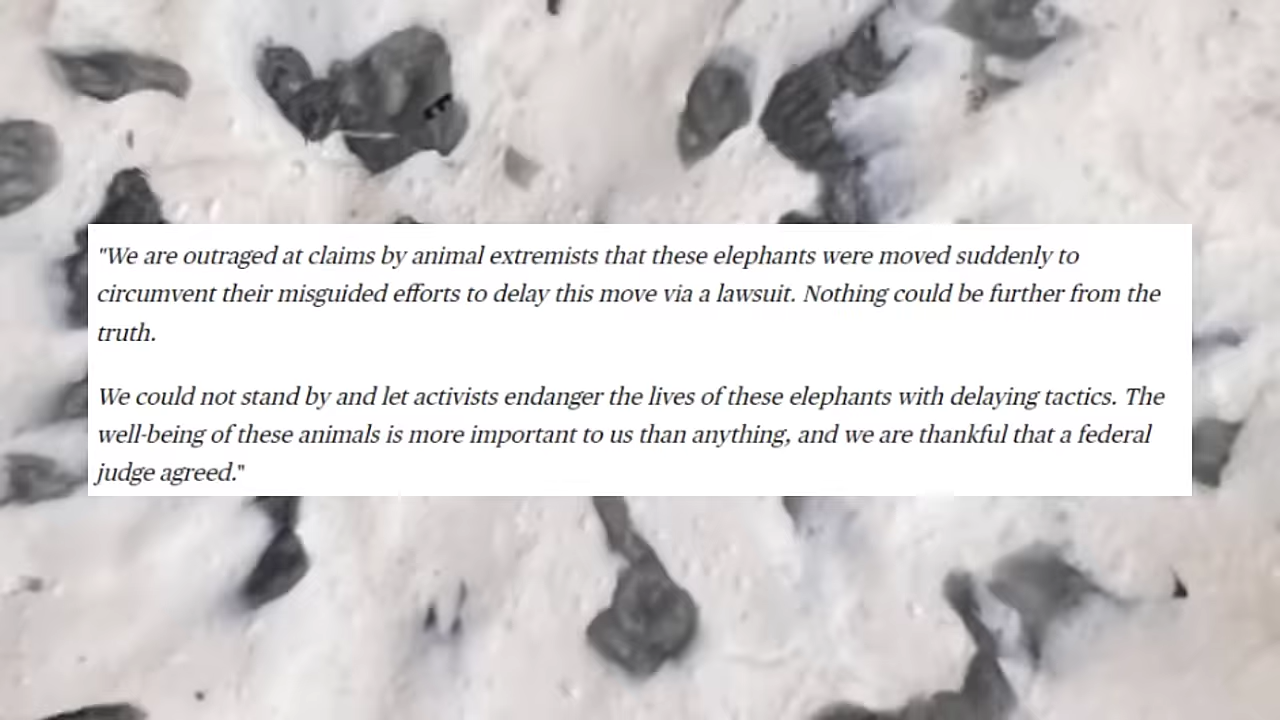 "We are outraged at claims by animal extremists that these elephants were moved suddenly to
circumvent their misguided efforts to delay this move via a lawsuit. Nothing could be further from the
truth.
We could not stand by and let activists endanger the lives of these elephants with delaying tactics. The
well-being of these animals is more important to us than anything, and we are thankful that a federal
judge agreed."